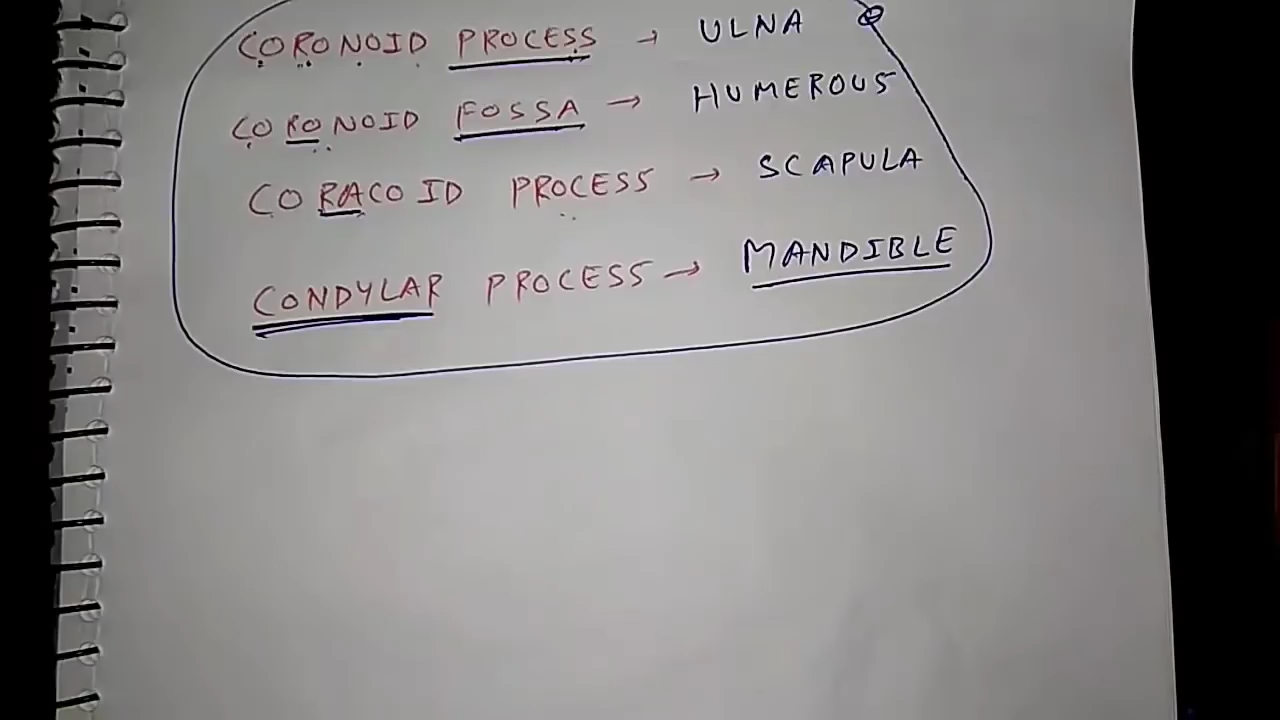 CORONOID PROCESS → ULNA
CORONOID FOSSA → HUMEROUS
CORACOID PROCESS → SCAPULA
CONDYLAR PROCESS → MANDIBLE